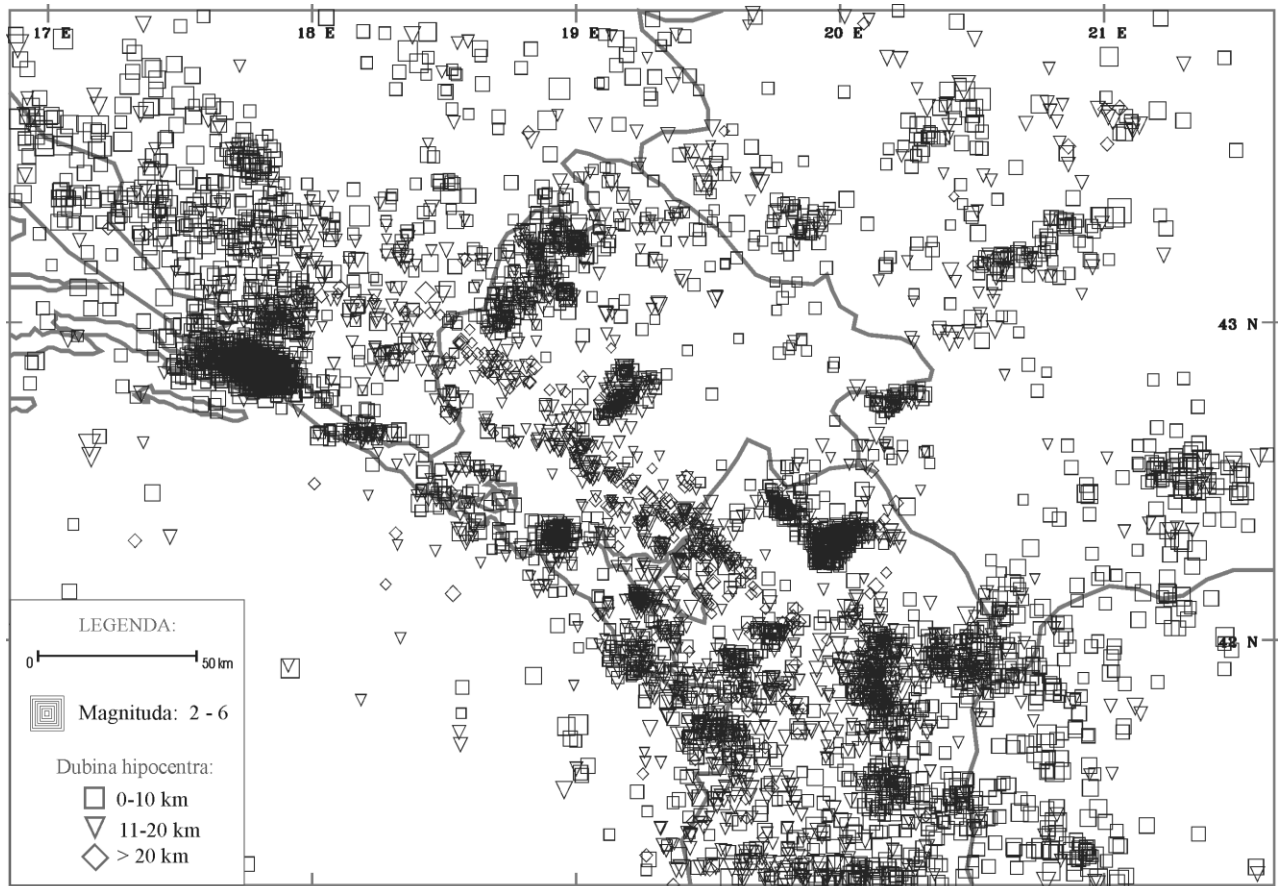 17 E
18 E
19 E
20 E
21 E
43 N
42 N
LEGENDA:
0
50 km
Magnituda: 2 - 6
Dubina hipocentra:
0-10 km
11-20 km
> 20 km